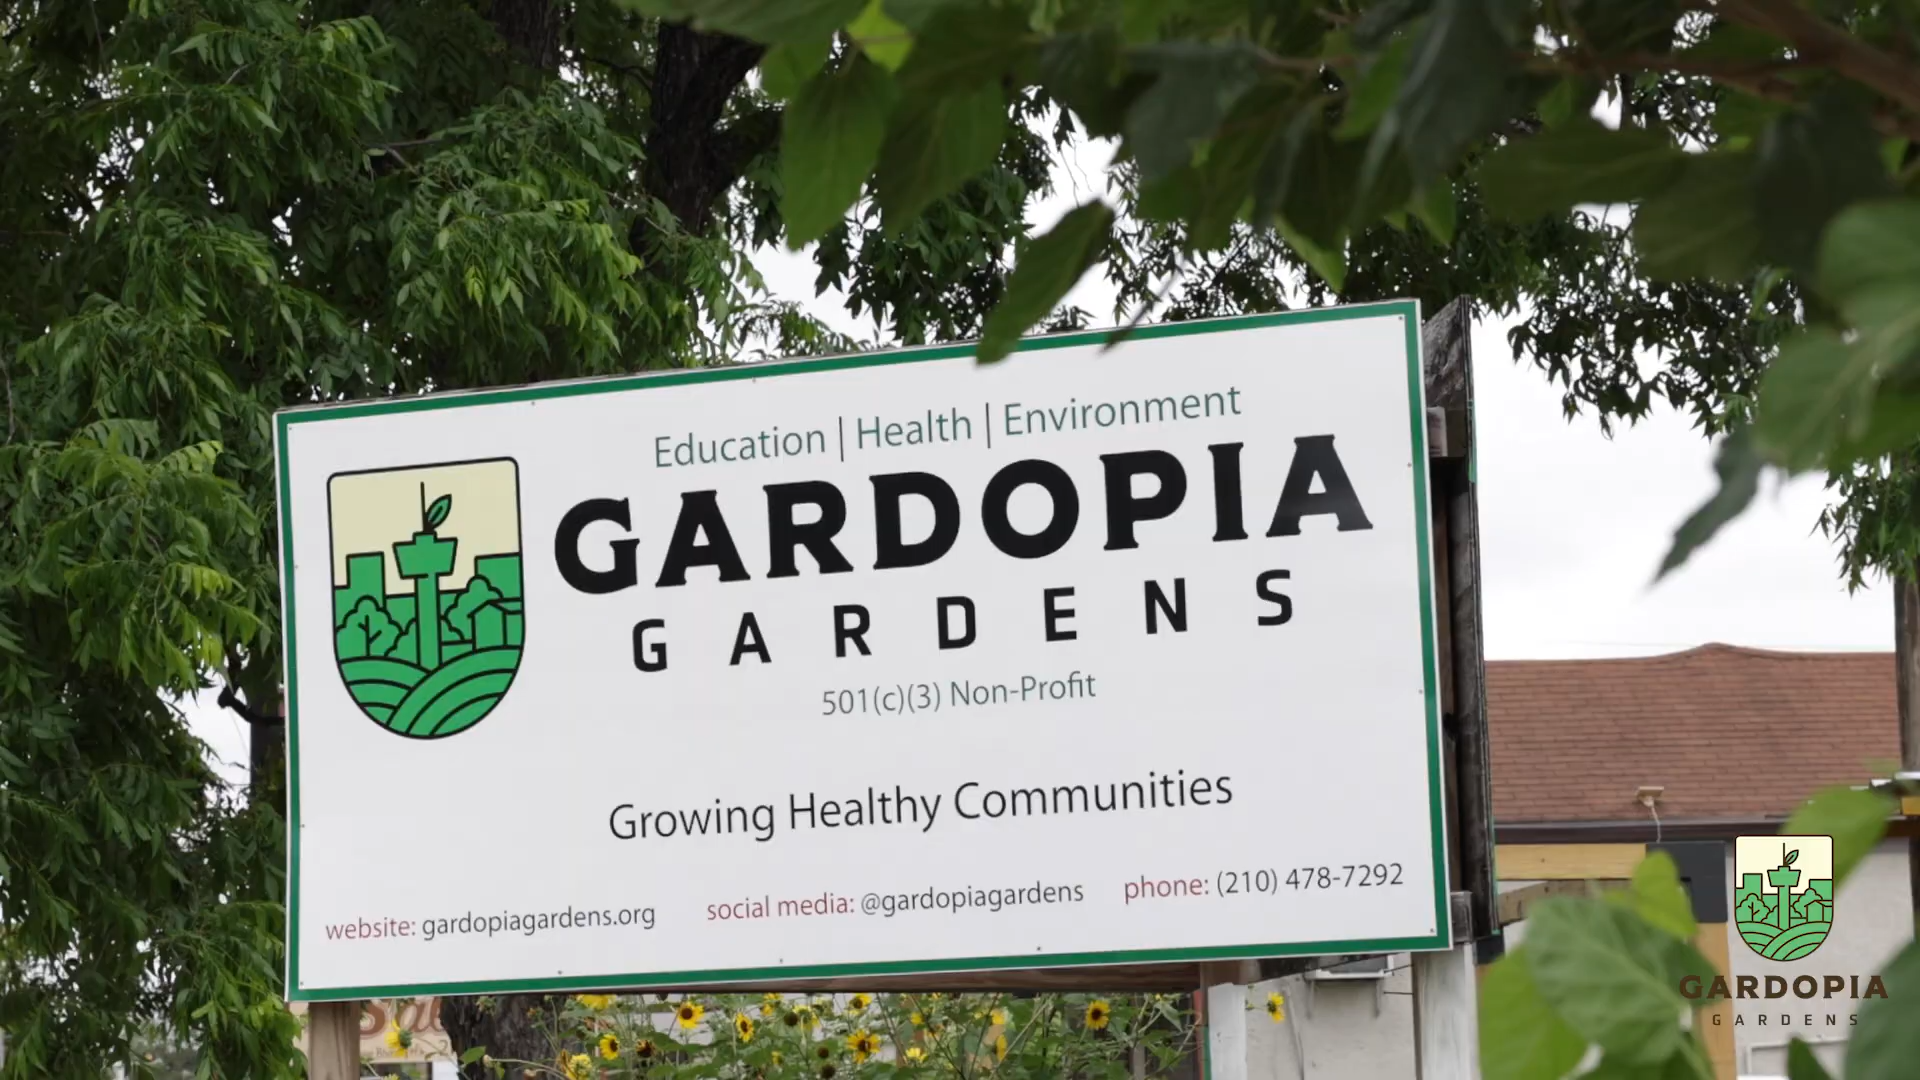 Education | Health | Environment
GARDOPIA
GARDENS
501(c)(3) Non-Profit
Growing Healthy Communities
website: gardopiagardens.org social media: @gardopiagardens phone: (210) 478-7292
GARDOPIA
GARDENS